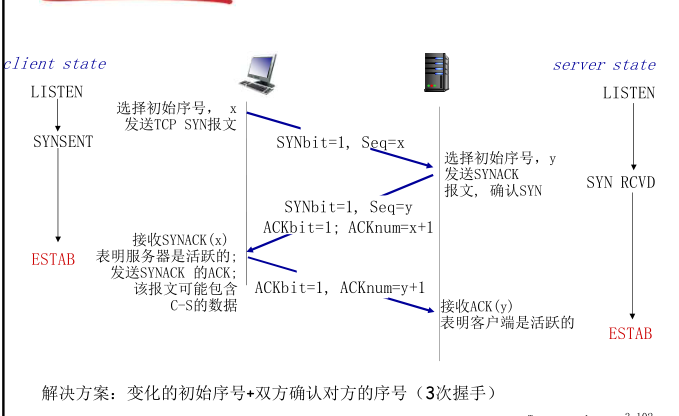 client state
server state
LISTEN
LISTEN
选择初始序号， x
发送TCP SYN报文
SYNSENT
SYNbit=1, Seq=x
选择初始序号，y
发送SYNACK
报文, 确认SYN
SYN RCVD
SYNbit=1, Seq=y
ACKbit=1; ACKnum=x+1
接收SYNACK(x)
表明服务器是活跃的;
发送SYNACK 的ACK;
该报文可能包含
C-S的数据
ESTAB
ACKbit=1, ACKnum=y+1
接收ACK(y)
表明客户端是活跃的
ESTAB
解决方案：变化的初始序号+双方确认对方的序号（3次握手）